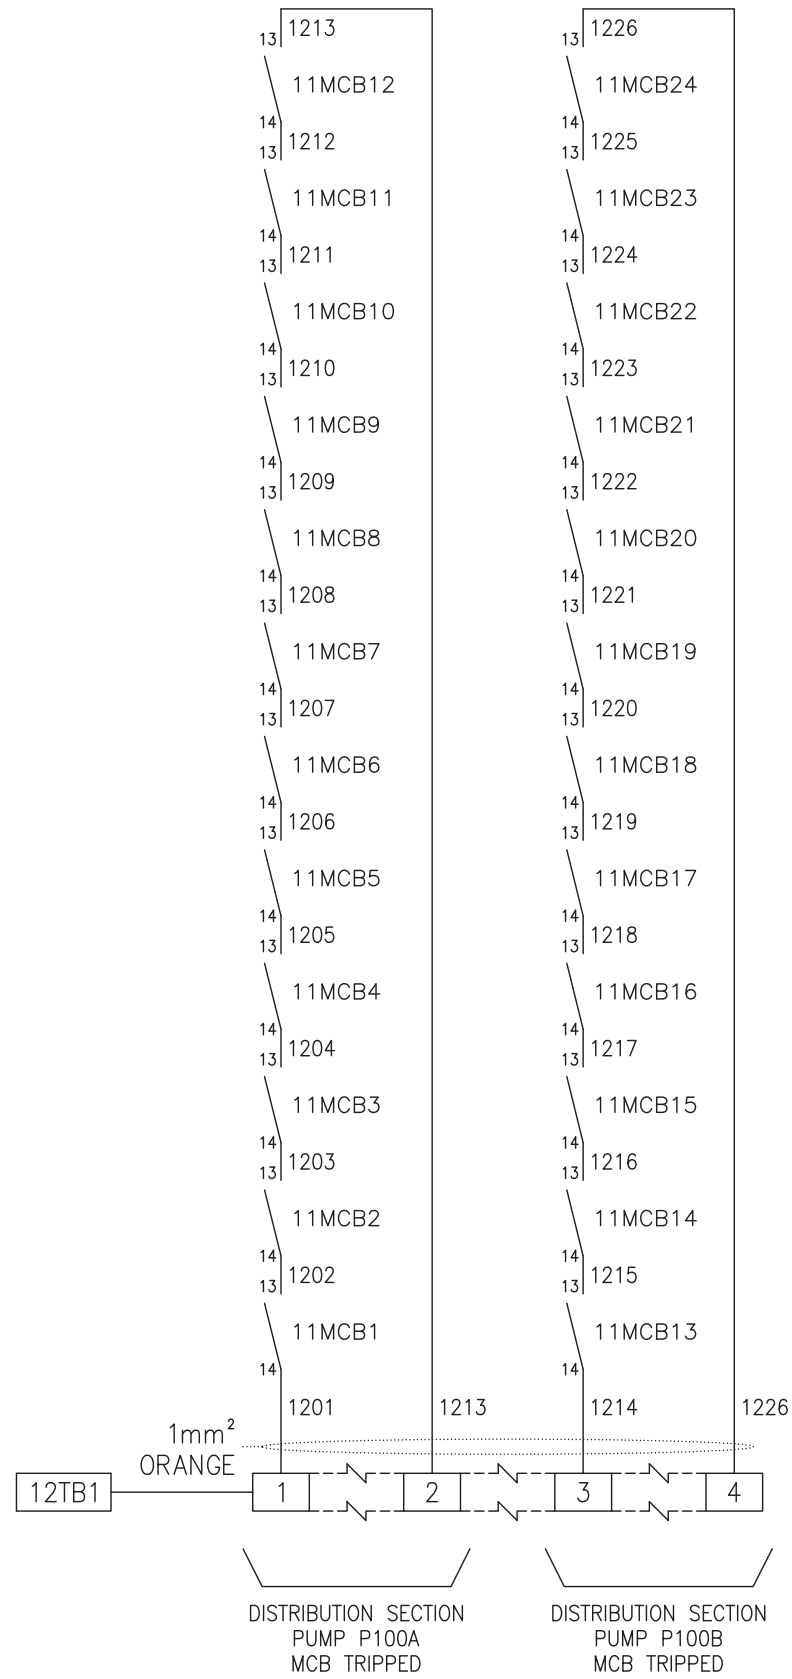 13 1213
11MCB12
14
13 1212
11MCB11
14
13 1211
11MCB10
14
13 1210
11MCB9
14
13 1209
11MCB8
14
13 1208
11MCB7
14
13 1207
11MCB6
14
13 1206
11MCB5
14
13 1205
11MCB4
14
13 1204
11MCB3
14
13 1203
11MCB2
14
13 1202
11MCB1
14
1201
1213
13 1226
11MCB24
14
13 1225
11MCB23
14
13 1224
11MCB22
14
13 1223
11MCB21
14
13 1222
11MCB20
14
13 1221
11MCB19
14
13 1220
11MCB18
14
13 1219
11MCB17
14
13 1218
11MCB16
14
13 1217
11MCB15
14
13 1216
11MCB14
14
13 1215
11MCB13
14
1214
1226
1mm²
ORANGE
12TB1 1 2 3 4
DISTRIBUTION SECTION
PUMP P100A
MCB TRIPPED
DISTRIBUTION SECTION
PUMP P100B
MCB TRIPPED